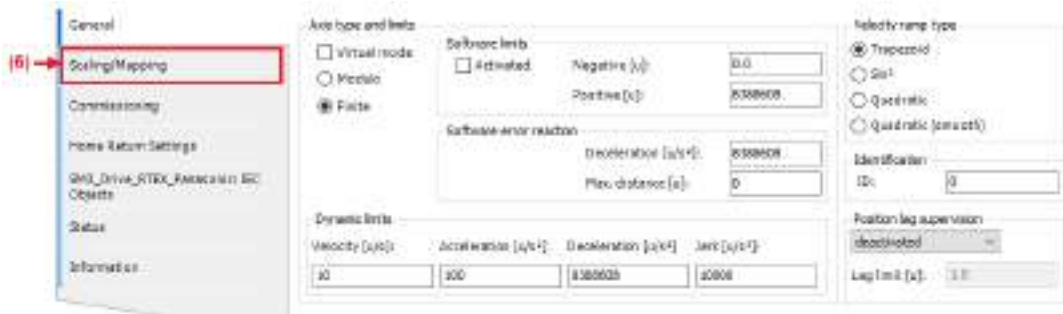 General
(6)
Scaling/Mapping
Commissioning
Home Return Settings
SM3_Drive_RTEX_Panasonic IEC
Objects
Status
Information
Axis type and limits
Virtual mode
Modulo
Finite
Software limits
Activated
Negative [u]:
0.0
Positive [u]:
8388608
Software error reaction
Deceleration [u/s²]:
8388608
Max. distance [u]:
0
Dynamic limits
Velocity [u/s]:
Acceleration [u/s²]:
Deceleration [u/s²]
Jerk [u/s³]:
10
100
8388608
10000
Velocity ramp type
Trapezoid
Sin²
Quadratic
Quadratic (smooth)
Identification
ID:
0
Position lag supervision
deactivated
Lag limit [u]:
1.0